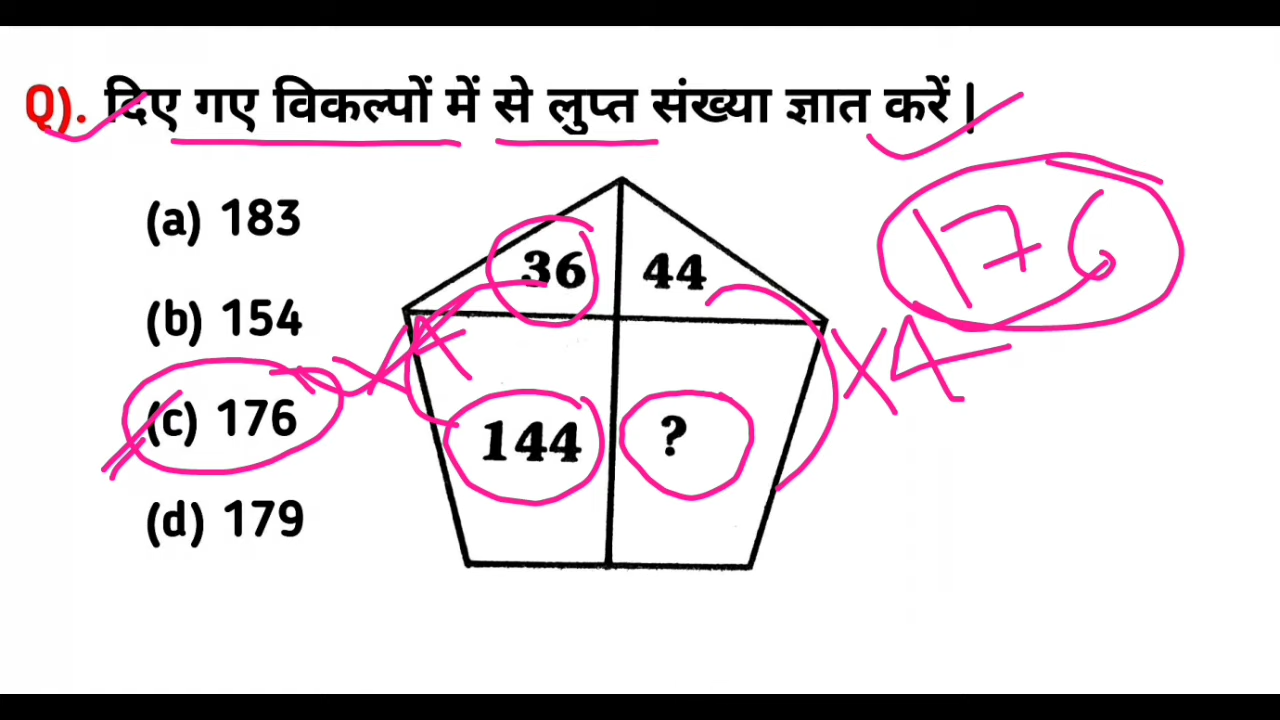 Q). दिए गए विकल्पों में से लुप्त संख्या ज्ञात करें |
176
(a) 183
36 44
(b) 154
×4 ×4
(c) 176
144 ?
(d) 179